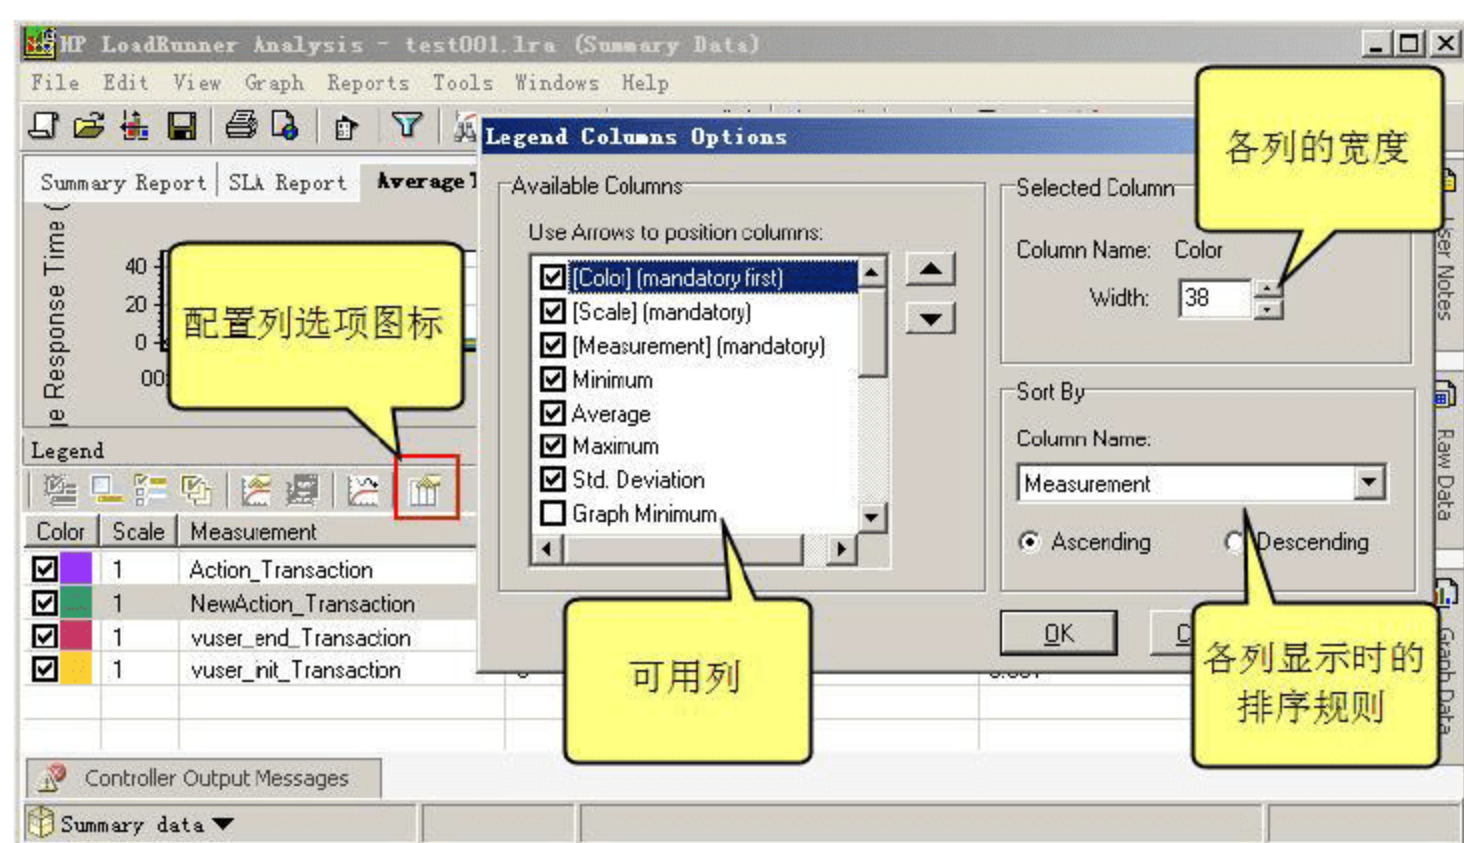 HP LoadRunner Analysis - test001.lra (Summary Data)
File Edit View Graph Reports Tools Windows Help
Legend Columns Options
各列的宽度
Summary Report SLA Report Average
Available Columns
Selected Column
Use Arrows to position columns:
[Color] (mandatory first)
[Scale] (mandatory)
[Measurement] (mandatory)
Minimum
Average
Maximum
Std. Deviation
Graph Minimum
Column Name: Color
Width: 38
Sort By
Column Name:
Measurement
Ascending Descending
OK
Response Time (
40
20
0
00:
配置列选项图标
Legend
Color Scale Measurement
1 Action_Transaction
1 NewAction_Transaction
1 vuser_end_Transaction
1 vuser_init_Transaction
可用列
各列显示时的
排序规则
User Notes
Raw Data
Graph Data
Controller Output Messages
Summary data